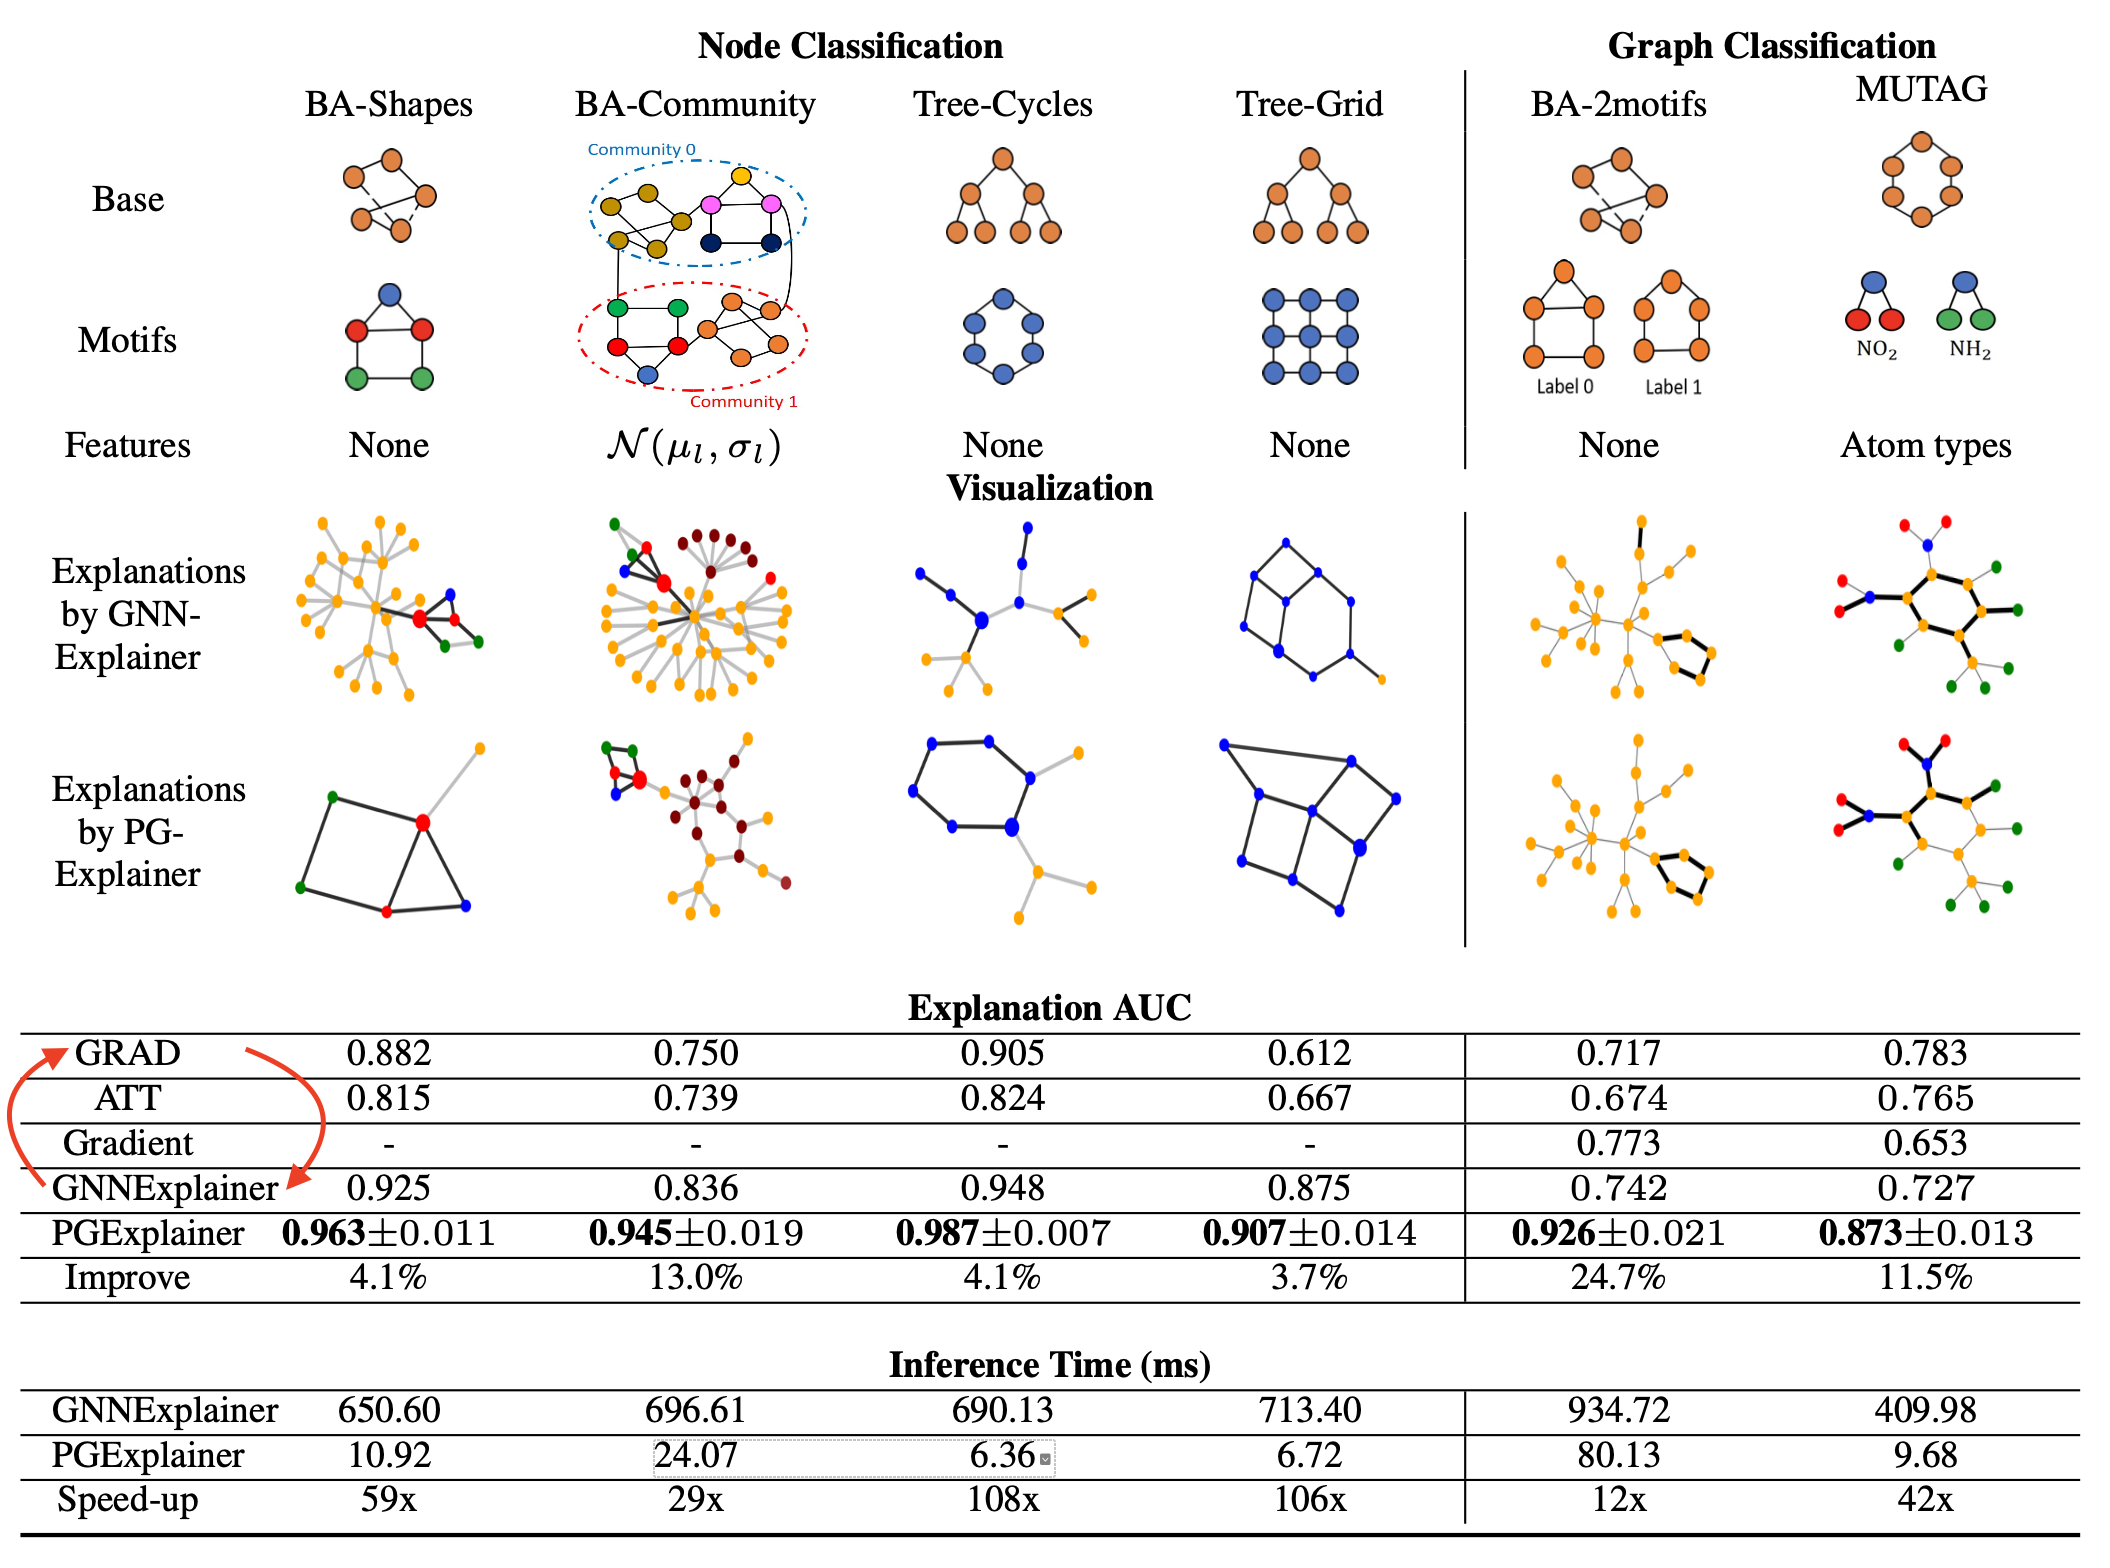 Node Classification Graph Classification
BA-Shapes BA-Community Tree-Cycles Tree-Grid BA-2motifs MUTAG
Community 0
Base
Motifs
Label 0 Label 1 NO₂ NH₂
Community 1
Features None 𝒩(μ_l, σ_l) None None None Atom types
Visualization
Explanations
by GNN-
Explainer
Explanations
by PG-
Explainer
Explanation AUC
GRAD 0.882 0.750 0.905 0.612 0.717 0.783
ATT 0.815 0.739 0.824 0.667 0.674 0.765
Gradient - - - - 0.773 0.653
GNNExplainer 0.925 0.836 0.948 0.875 0.742 0.727
PGExplainer 0.963±0.011 0.945±0.019 0.987±0.007 0.907±0.014 0.926±0.021 0.873±0.013
Improve 4.1% 13.0% 4.1% 3.7% 24.7% 11.5%
Inference Time (ms)
GNNExplainer 650.60 696.61 690.13 713.40 934.72 409.98
PGExplainer 10.92 24.07 6.36 6.72 80.13 9.68
Speed-up 59x 29x 108x 106x 12x 42x